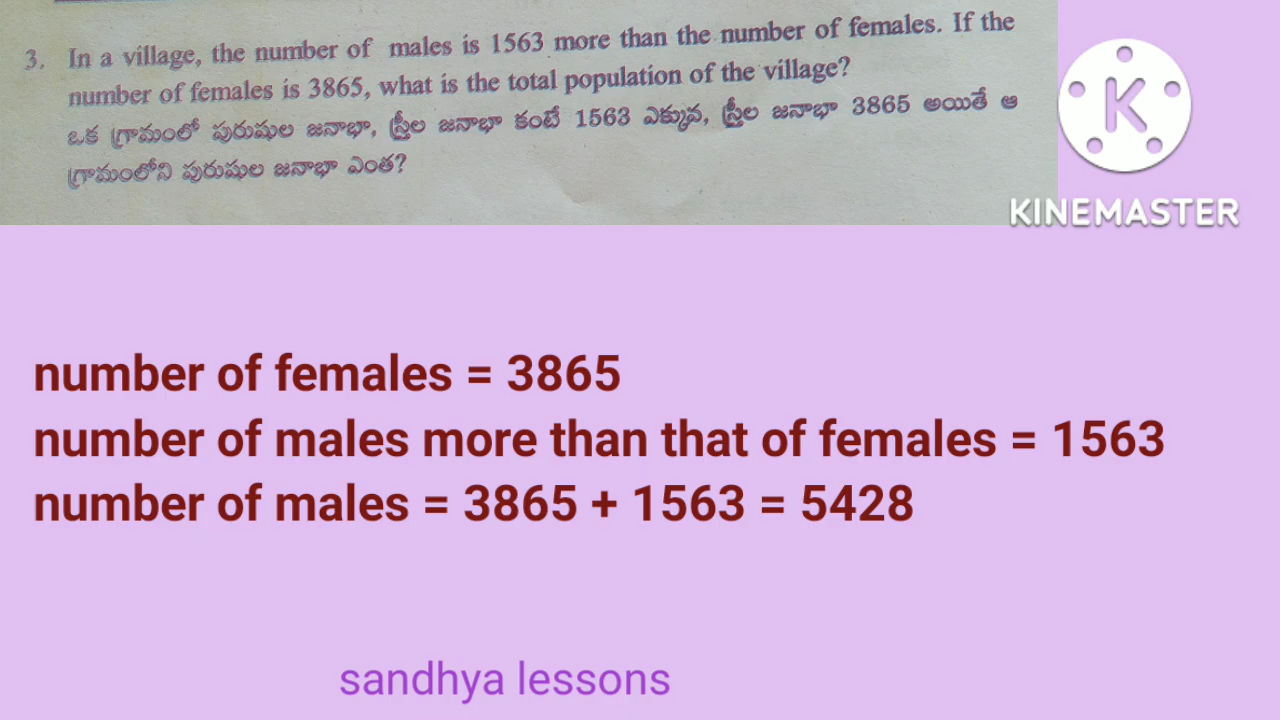 3. In a village, the number of males is 1563 more than the number of females. If the
number of females is 3865, what is the total population of the village?
ఒక గ్రామంలో పురుషుల జనాభా, స్త్రీల జనాభా కంటే 1563 ఎక్కువ, స్త్రీల జనాభా 3865 అయితే ఆ
గ్రామంలోని పురుషుల జనాభా ఎంత?
K
KINEMASTER
number of females = 3865
number of males more than that of females = 1563
number of males = 3865 + 1563 = 5428
sandhya lessons